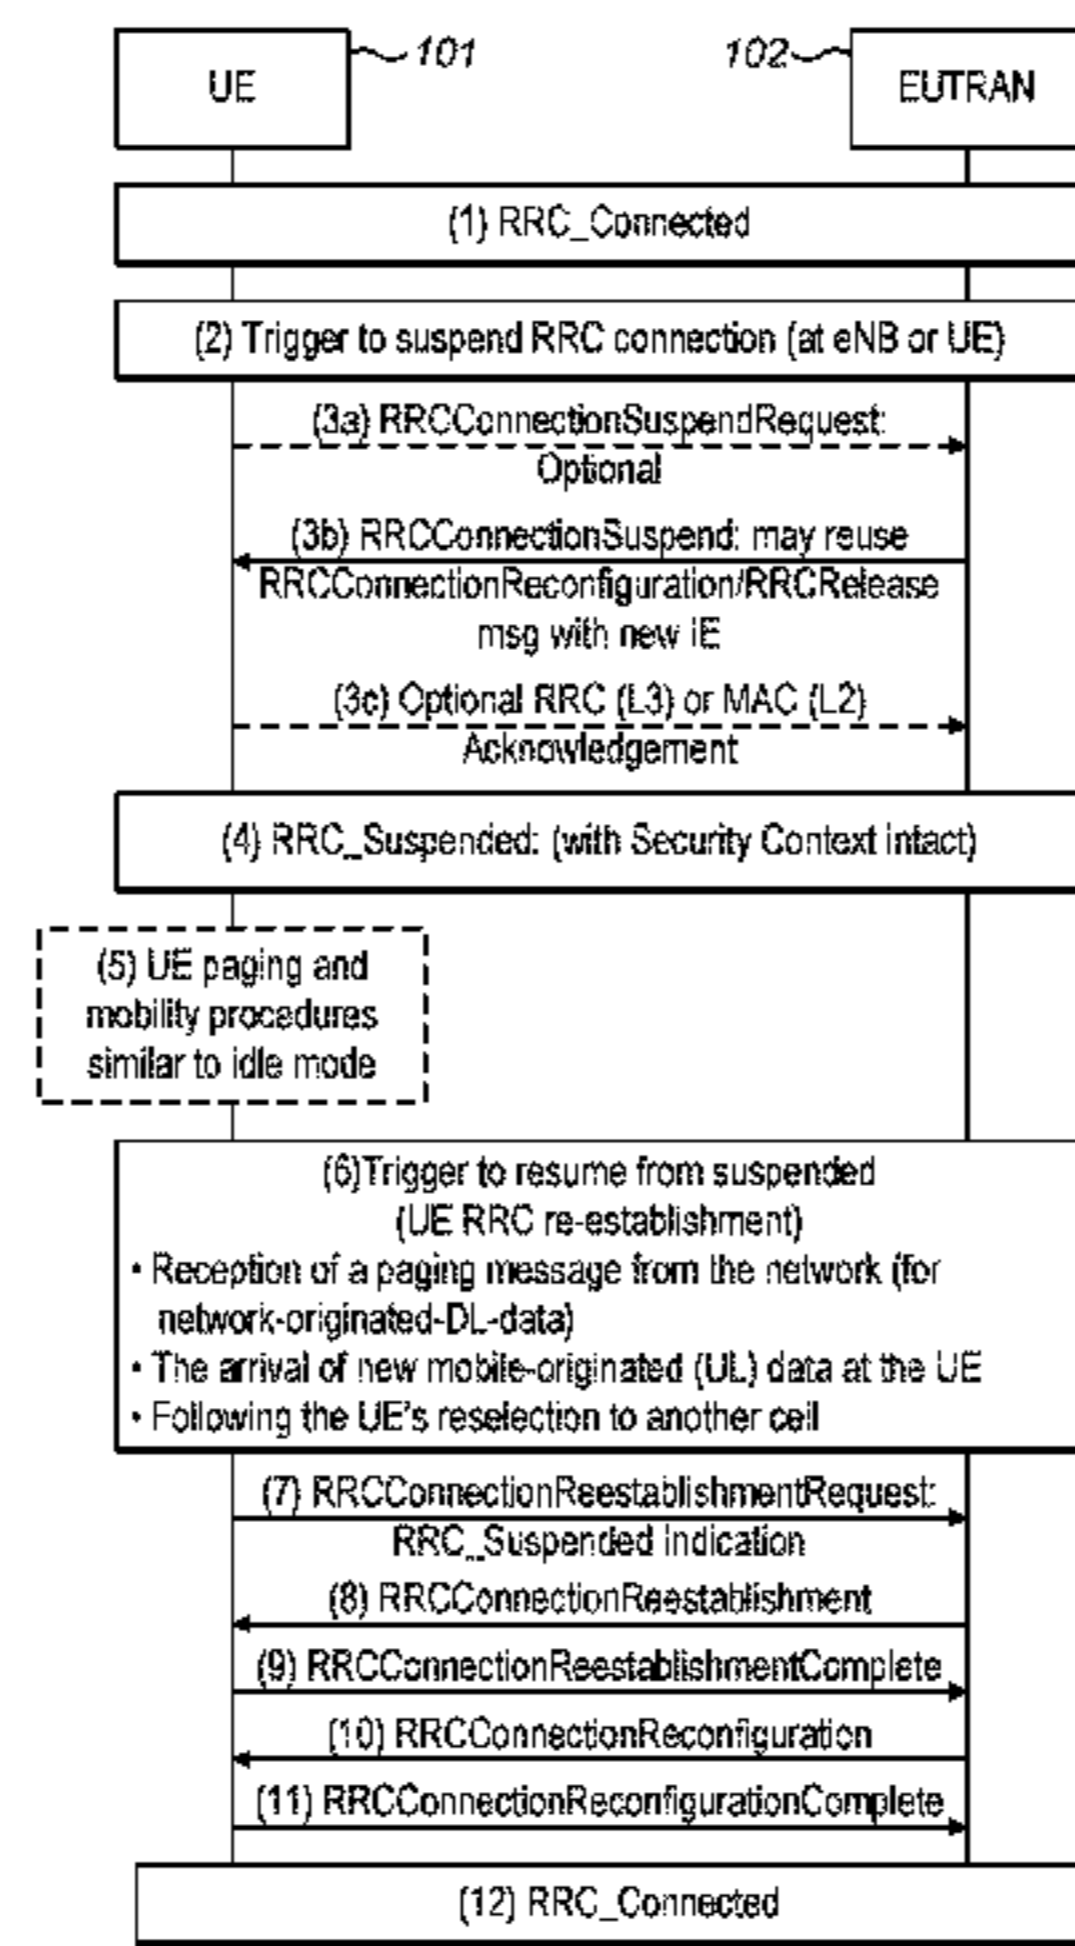 UE
101
102
EUTRAN
(1) RRC_Connected
(2) Trigger to suspend RRC connection (at eNB or UE)
(3a) RRCConnectionSuspendRequest:
Optional
(3b) RRCConnectionSuspend: may reuse
RRCConnectionReconfiguration/RRCRelease
msg with new IE
(3c) Optional RRC (L3) or MAC (L2)
Acknowledgement
(4) RRC_Suspended: (with Security Context intact)
(5) UE paging and
mobility procedures
similar to idle mode
(6)Trigger to resume from suspended
(UE RRC re-establishment)
• Reception of a paging message from the network (for
network-originated-DL-data)
• The arrival of new mobile-originated (UL) data at the UE
• Following the UE's reselection to another cell
(7) RRCConnectionReestablishmentRequest:
RRC_Suspended indication
(8) RRCConnectionReestablishment
(9) RRCConnectionReestablishmentComplete
(10) RRCConnectionReconfiguration
(11) RRCConnectionReconfigurationComplete
(12) RRC_Connected